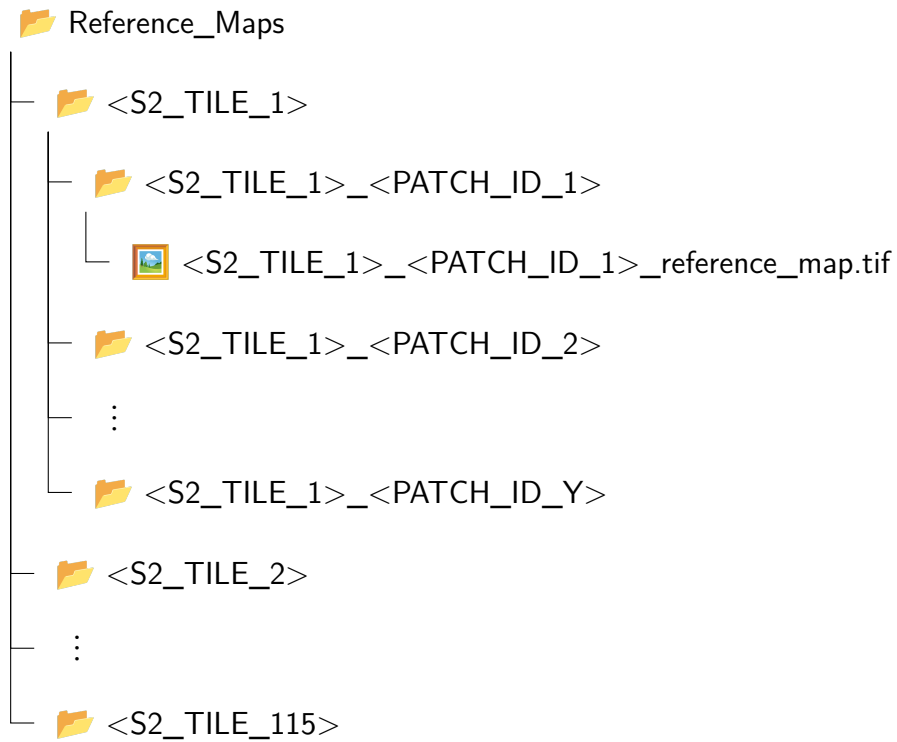 Reference_Maps
<S2_TILE_1>
<S2_TILE_1>_<PATCH_ID_1>
<S2_TILE_1>_<PATCH_ID_1>_reference_map.tif
<S2_TILE_1>_<PATCH_ID_2>
⋮
<S2_TILE_1>_<PATCH_ID_Y>
<S2_TILE_2>
⋮
<S2_TILE_115>